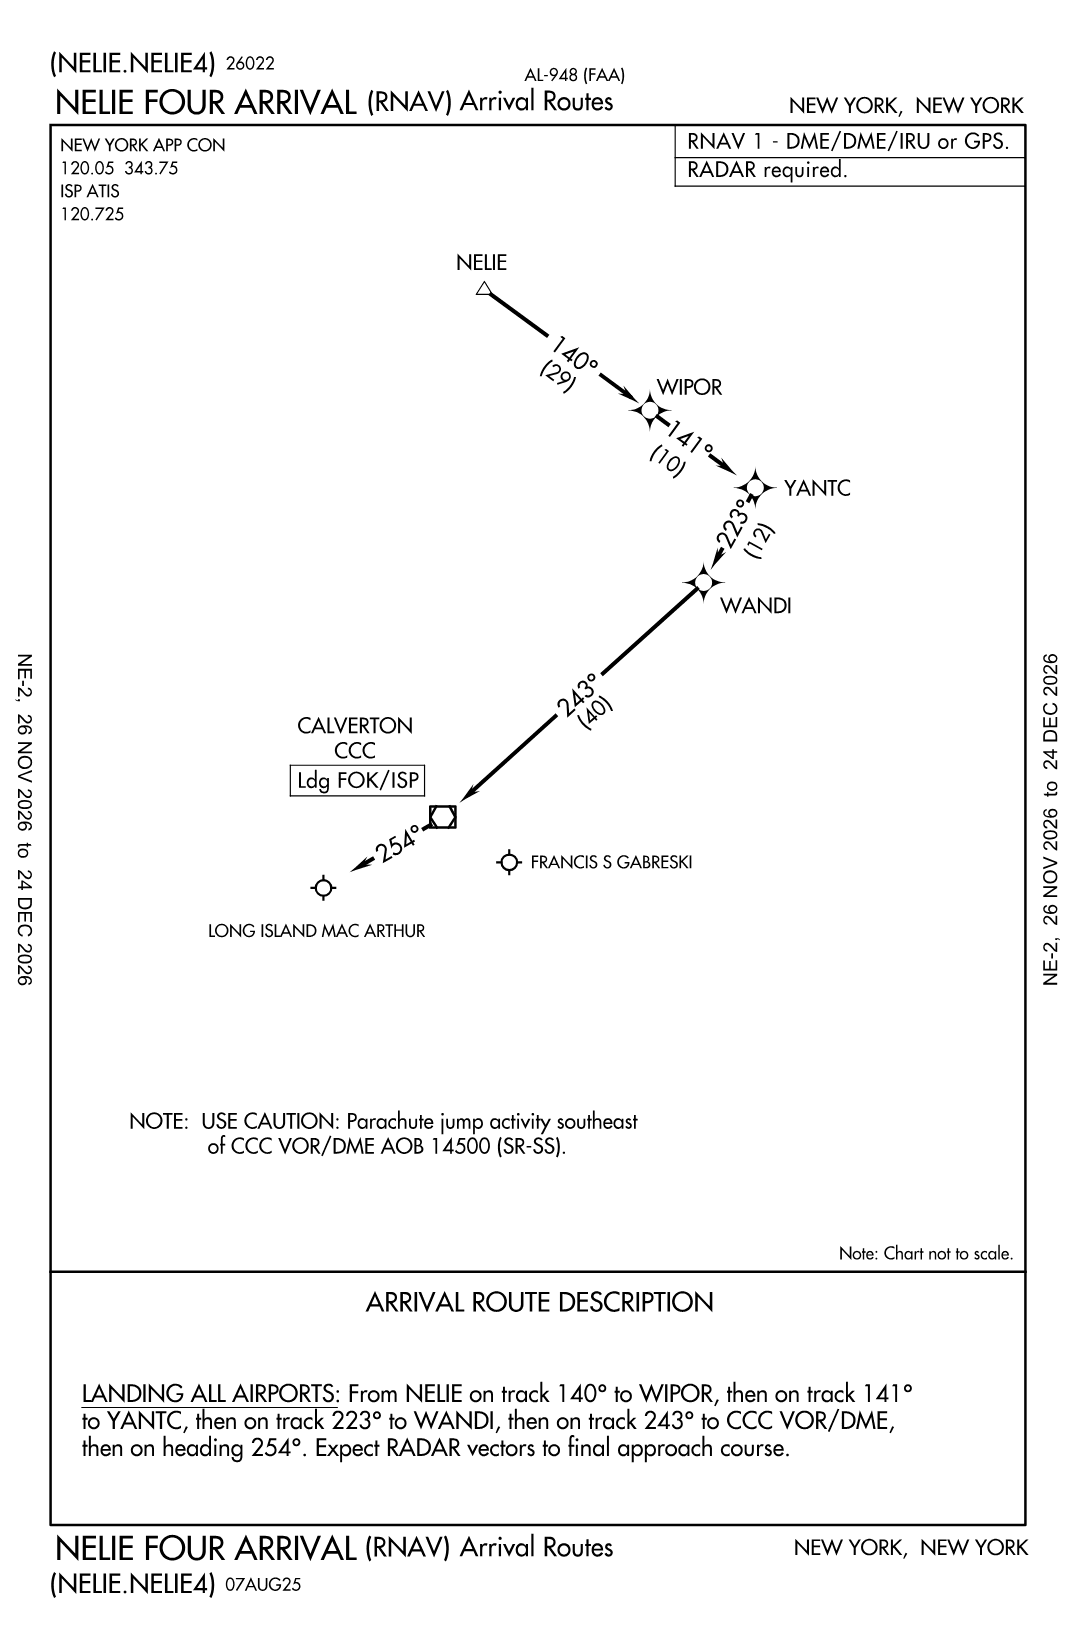 (NELIE.NELIE4) 26022
AL-948 (FAA)
NELIE FOUR ARRIVAL (RNAV) Arrival Routes
NEW YORK, NEW YORK
NEW YORK APP CON
120.05 343.75
ISP ATIS
120.725
RNAV 1 - DME/DME/IRU or GPS.
RADAR required.
NELIE
140°
(29)
WIPOR
141°
(10)
YANTC
223°
(12)
WANDI
243°
(40)
CALVERTON
CCC
Ldg FOK/ISP
254°
FRANCIS S GABRESKI
LONG ISLAND MAC ARTHUR
NE-2, 26 NOV 2026 to 24 DEC 2026
NE-2, 26 NOV 2026 to 24 DEC 2026
NOTE: USE CAUTION: Parachute jump activity southeast
of CCC VOR/DME AOB 14500 (SR-SS).
Note: Chart not to scale.
ARRIVAL ROUTE DESCRIPTION
LANDING ALL AIRPORTS: From NELIE on track 140° to WIPOR, then on track 141°
to YANTC, then on track 223° to WANDI, then on track 243° to CCC VOR/DME,
then on heading 254°. Expect RADAR vectors to final approach course.
NELIE FOUR ARRIVAL (RNAV) Arrival Routes
NEW YORK, NEW YORK
(NELIE.NELIE4) 07AUG25